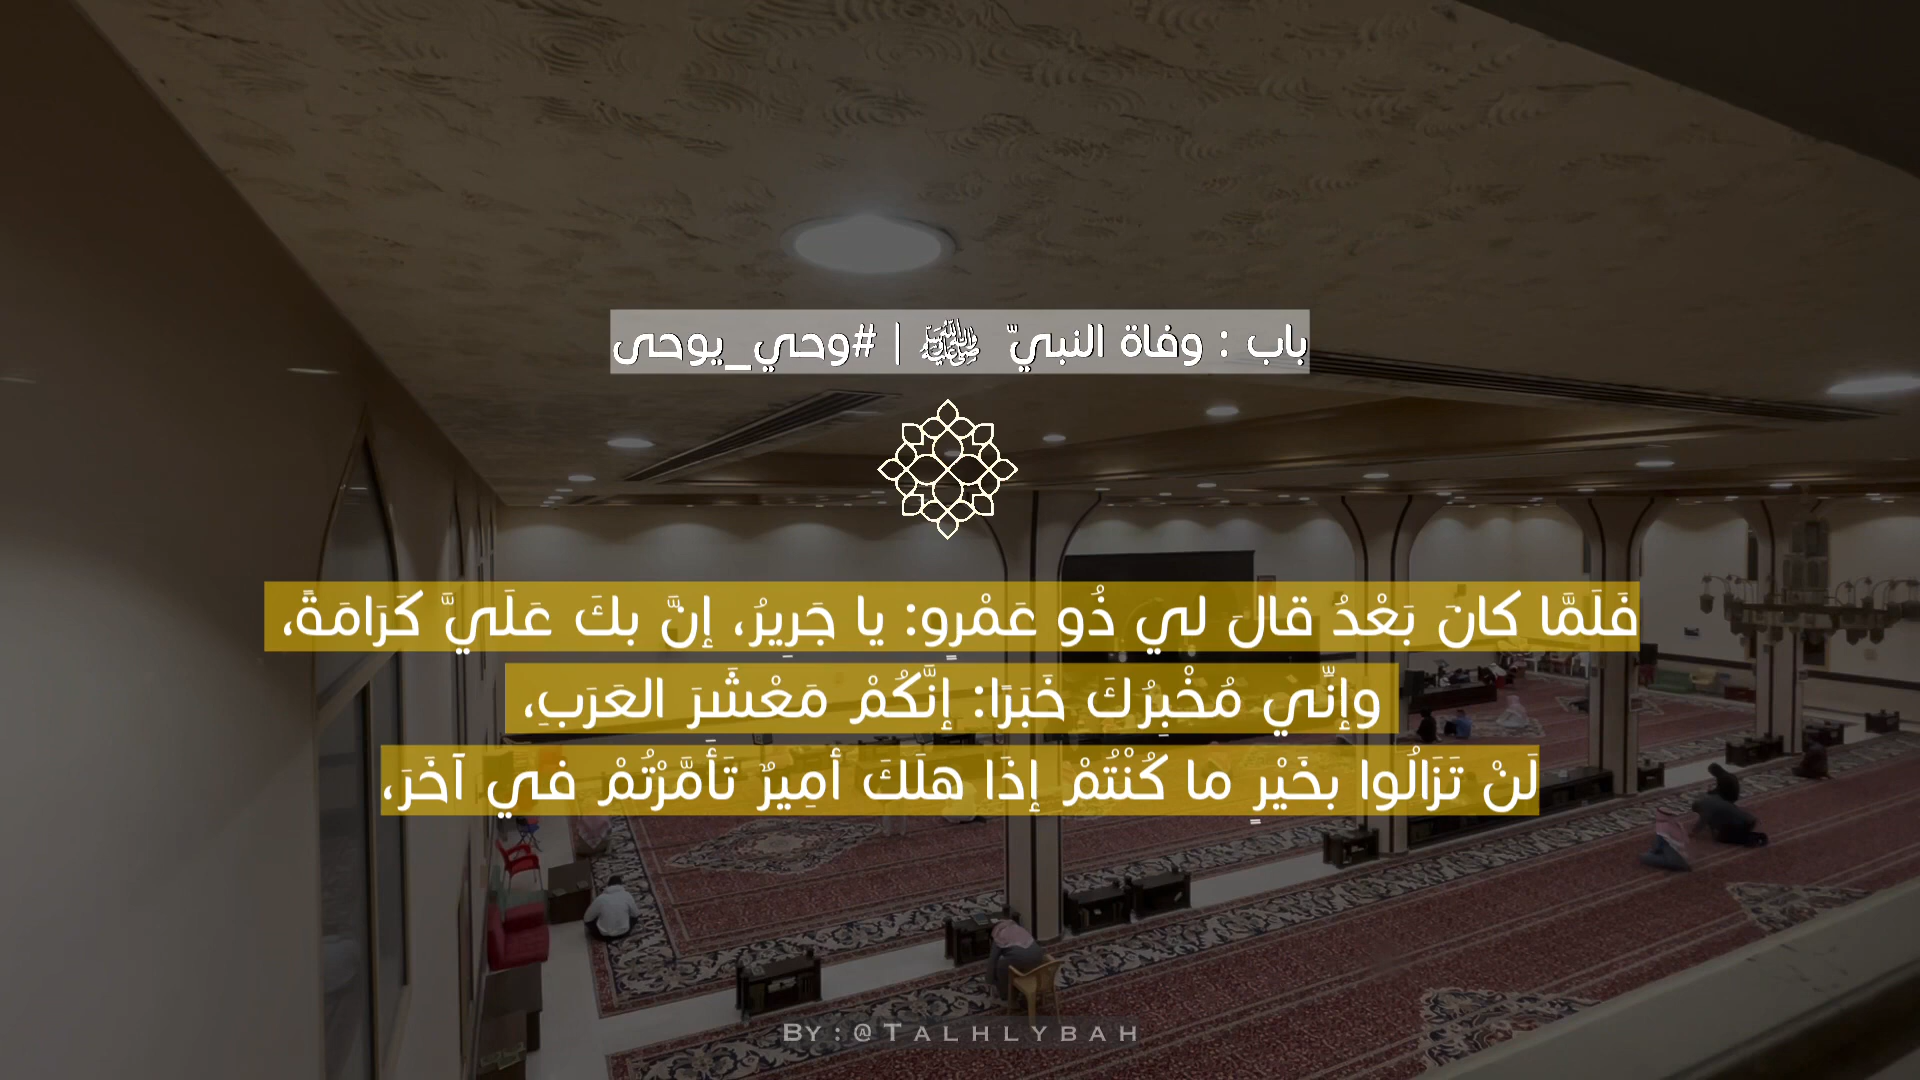 باب : وفاة النبيّ ﷺ | #وحي_يوحى
فَلَمَّا كانَ بَعْدُ قالَ لي ذُو عَمْرٍو: يا جَرِيرُ، إنَّ بكَ عَلَيَّ كَرَامَةً،
وإنِّي مُخْبِرُكَ خَبَرًا: إنَّكُمْ مَعْشَرَ العَرَبِ،
لَنْ تَزَالُوا بخَيْرٍ ما كُنْتُمْ إذَا هلَكَ أمِيرٌ تَأَمَّرْتُمْ في آخَرَ،
By : @Talhlybah